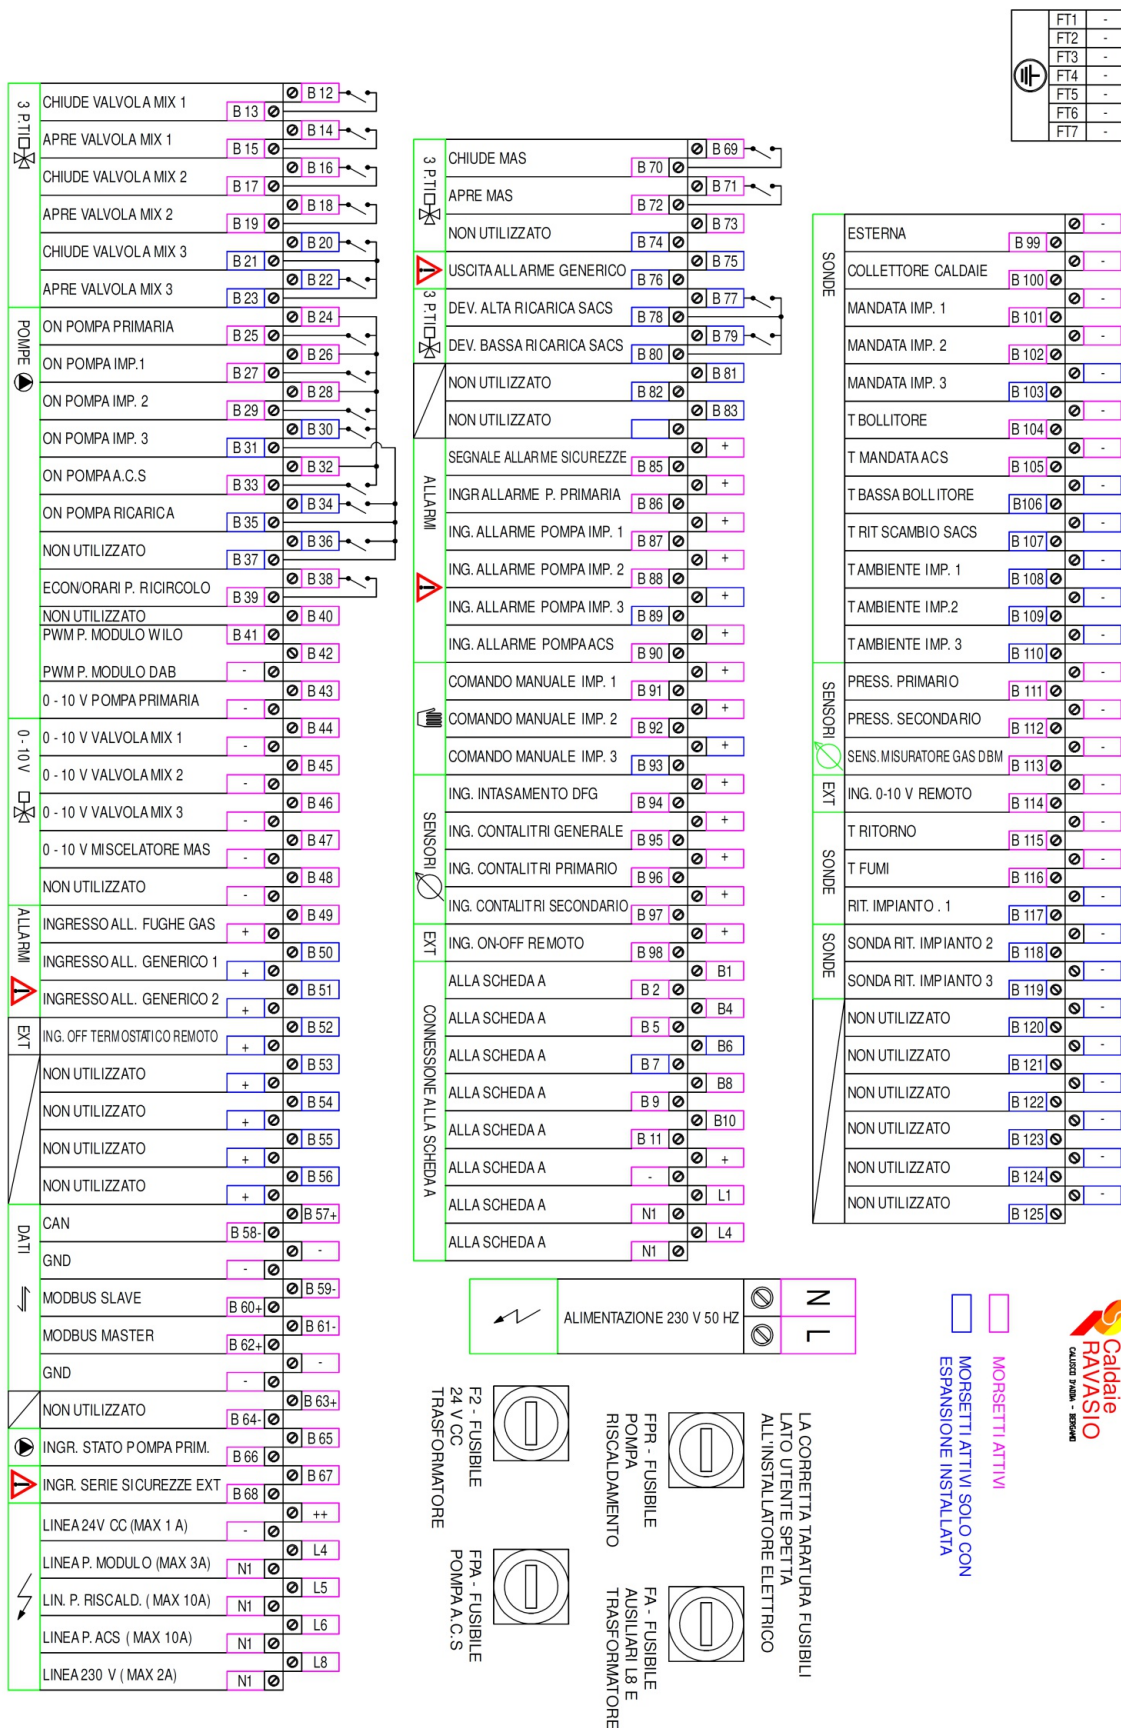 FT1 -
FT2 -
FT3 -
FT4 -
FT5 -
FT6 -
FT7 -
3 P.TI
CHIUDE VALVOLA MIX 1 B 13 B 12
APRE VALVOLA MIX 1 B 15 B 14
CHIUDE VALVOLA MIX 2 B 17 B 16
APRE VALVOLA MIX 2 B 19 B 18
CHIUDE VALVOLA MIX 3 B 21 B 20
APRE VALVOLA MIX 3 B 23 B 22
POMPE
ON POMPA PRIMARIA B 25 B 24
ON POMPA IMP.1 B 27 B 26
ON POMPA IMP. 2 B 29 B 28
ON POMPA IMP. 3 B 31 B 30
ON POMPA A.C.S B 33 B 32
ON POMPA RICARICA B 35 B 34
NON UTILIZZATO B 37 B 36
ECON/ORARI P. RICIRCOLO B 39 B 38
NON UTILIZZATO B 40
PWM P. MODULO WILO B 41
B 42
PWM P. MODULO DAB -
0 - 10 V POMPA PRIMARIA - B 43
0 - 10 V
0 - 10 V VALVOLA MIX 1 - B 44
0 - 10 V VALVOLA MIX 2 - B 45
0 - 10 V VALVOLA MIX 3 - B 46
0 - 10 V MISCELATORE MAS - B 47
NON UTILIZZATO - B 48
ALLARMI
INGRESSO ALL. FUGHE GAS + B 49
INGRESSO ALL. GENERICO 1 + B 50
INGRESSO ALL. GENERICO 2 + B 51
EXT
ING. OFF TERMOSTATICO REMOTO + B 52
NON UTILIZZATO + B 53
NON UTILIZZATO + B 54
NON UTILIZZATO + B 55
NON UTILIZZATO + B 56
DATI
CAN B 58- B 57+
GND - -
MODBUS SLAVE B 60+ B 59-
MODBUS MASTER B 62+ B 61-
GND - -
NON UTILIZZATO B 64- B 63+
INGR. STATO POMPA PRIM. B 66 B 65
INGR. SERIE SICUREZZE EXT B 68 B 67
LINEA 24V CC (MAX 1 A) - ++
LINEA P. MODULO (MAX 3A) N1 L4
LIN. P. RISCALD. ( MAX 10A) N1 L5
LINEA P. ACS ( MAX 10A) N1 L6
LINEA 230 V ( MAX 2A) N1 L8
3 P.TI
CHIUDE MAS B 70 B 69
APRE MAS B 72 B 71
NON UTILIZZATO B 74 B 73
USCITA ALLARME GENERICO B 76 B 75
3 P.TI
DEV. ALTA RICARICA SACS B 78 B 77
DEV. BASSA RICARICA SACS B 80 B 79
NON UTILIZZATO B 82 B 81
NON UTILIZZATO B 83
ALLARMI
SEGNALE ALLARME SICUREZZE B 85 +
INGR ALLARME P. PRIMARIA B 86 +
ING. ALLARME POMPA IMP. 1 B 87 +
ING. ALLARME POMPA IMP. 2 B 88 +
ING. ALLARME POMPA IMP. 3 B 89 +
ING. ALLARME POMPA ACS B 90 +
COMANDO MANUALE IMP. 1 B 91 +
COMANDO MANUALE IMP. 2 B 92 +
COMANDO MANUALE IMP. 3 B 93 +
SENSORI
ING. INTASAMENTO DFG B 94 +
ING. CONTALITRI GENERALE B 95 +
ING. CONTALITRI PRIMARIO B 96 +
ING. CONTALITRI SECONDARIO B 97 +
EXT
ING. ON-OFF REMOTO B 98 +
CONNESSIONE ALLA SCHEDA A
ALLA SCHEDA A B 2 B1
ALLA SCHEDA A B 5 B4
ALLA SCHEDA A B 7 B6
ALLA SCHEDA A B 9 B8
ALLA SCHEDA A B 11 B10
ALLA SCHEDA A - +
ALLA SCHEDA A N1 L1
ALLA SCHEDA A N1 L4
SONDE
ESTERNA B 99 -
COLLETTORE CALDAIE B 100 -
MANDATA IMP. 1 B 101 -
MANDATA IMP. 2 B 102 -
MANDATA IMP. 3 B 103 -
T BOLLITORE B 104 -
T MANDATA ACS B 105 -
T BASSA BOLLITORE B106 -
T RIT SCAMBIO SACS B 107 -
T AMBIENTE IMP. 1 B 108 -
T AMBIENTE IMP.2 B 109 -
T AMBIENTE IMP. 3 B 110 -
SENSORI
PRESS. PRIMARIO B 111 -
PRESS. SECONDARIO B 112 -
SENS. MISURATORE GAS DBM B 113 -
EXT
ING. 0-10 V REMOTO B 114 -
SONDE
T RITORNO B 115 -
T FUMI B 116 -
RIT. IMPIANTO . 1 B 117 -
SONDE
SONDA RIT. IMPIANTO 2 B 118 -
SONDA RIT. IMPIANTO 3 B 119 -
NON UTILIZZATO B 120 -
NON UTILIZZATO B 121 -
NON UTILIZZATO B 122 -
NON UTILIZZATO B 123 -
NON UTILIZZATO B 124 -
NON UTILIZZATO B 125 -
ALIMENTAZIONE 230 V 50 HZ
N
L
F2 - FUSIBILE
24 V CC
TRASFORMATORE
FPA - FUSIBILE
POMPA A.C.S
FPR - FUSIBILE
POMPA
RISCALDAMENTO
FA - FUSIBILE
AUSILIARI L8 E
TRASFORMATORE
LA CORRETTA TARATURA FUSIBILI
LATO UTENTE SPETTA
ALL'INSTALLATORE ELETTRICO
MORSETTI ATTIVI
MORSETTI ATTIVI SOLO CON
ESPANSIONE INSTALLATA
Caldaie
RAVASIO
CALUSCO D'ADDA - BERGAMO